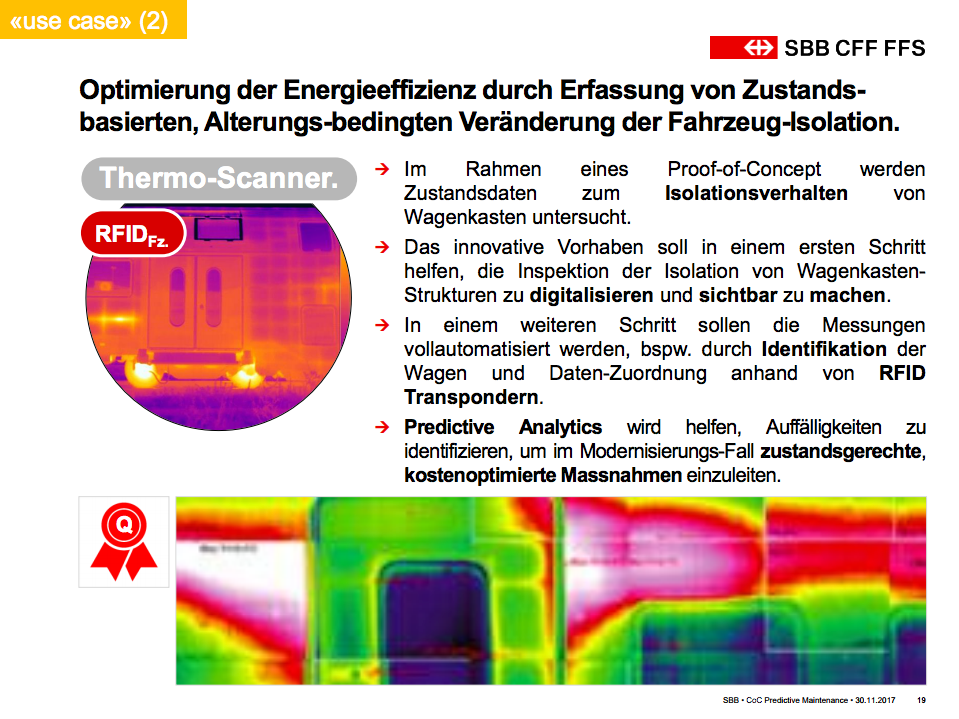 «use case» (2)
SBB CFF FFS
Optimierung der Energieeffizienz durch Erfassung von Zustands-
basierten, Alterungs-bedingten Veränderung der Fahrzeug-Isolation.
Thermo-Scanner.
RFIDFz.
→ Im Rahmen eines Proof-of-Concept werden
Zustandsdaten zum Isolationsverhalten von
Wagenkasten untersucht.
→ Das innovative Vorhaben soll in einem ersten Schritt
helfen, die Inspektion der Isolation von Wagenkasten-
Strukturen zu digitalisieren und sichtbar zu machen.
→ In einem weiteren Schritt sollen die Messungen
vollautomatisiert werden, bspw. durch Identifikation der
Wagen und Daten-Zuordnung anhand von RFID
Transpondern.
→ Predictive Analytics wird helfen, Auffälligkeiten zu
identifizieren, um im Modernisierungs-Fall zustandsgerechte,
kostenoptimierte Massnahmen einzuleiten.
Q
SBB • CoC Predictive Maintenance • 30.11.2017 19